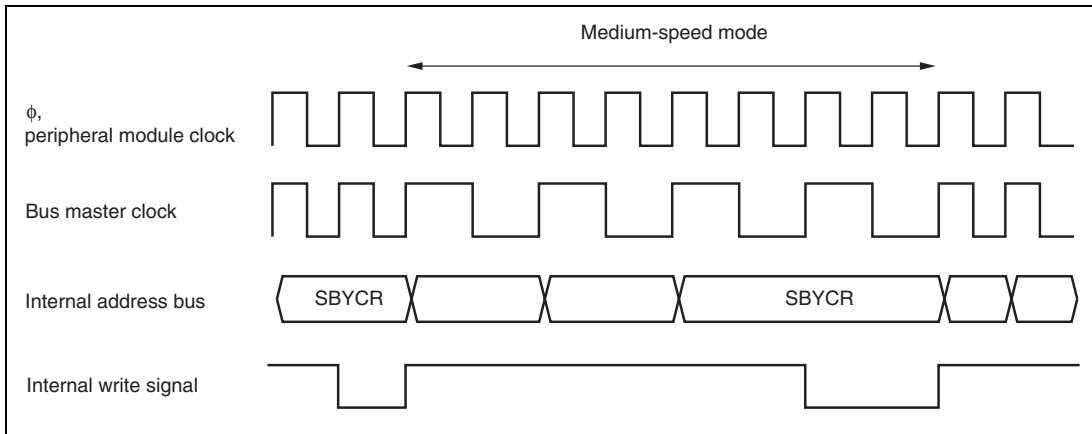 Medium-speed mode
ϕ,
peripheral module clock
Bus master clock
Internal address bus
SBYCR
SBYCR
Internal write signal